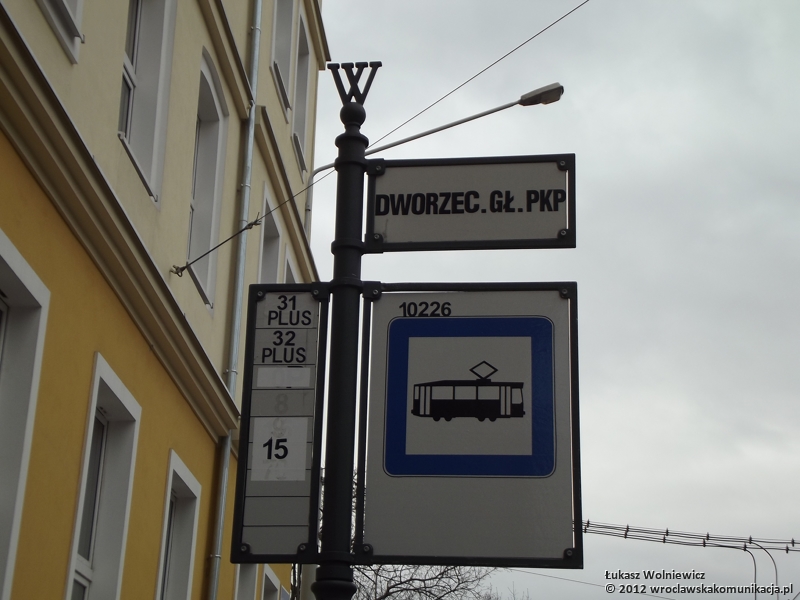 W
DWORZEC.GŁ.PKP
10226
31
PLUS
32
PLUS
15
Łukasz Wolniewicz
© 2012 wroclawskakomunikacja.pl